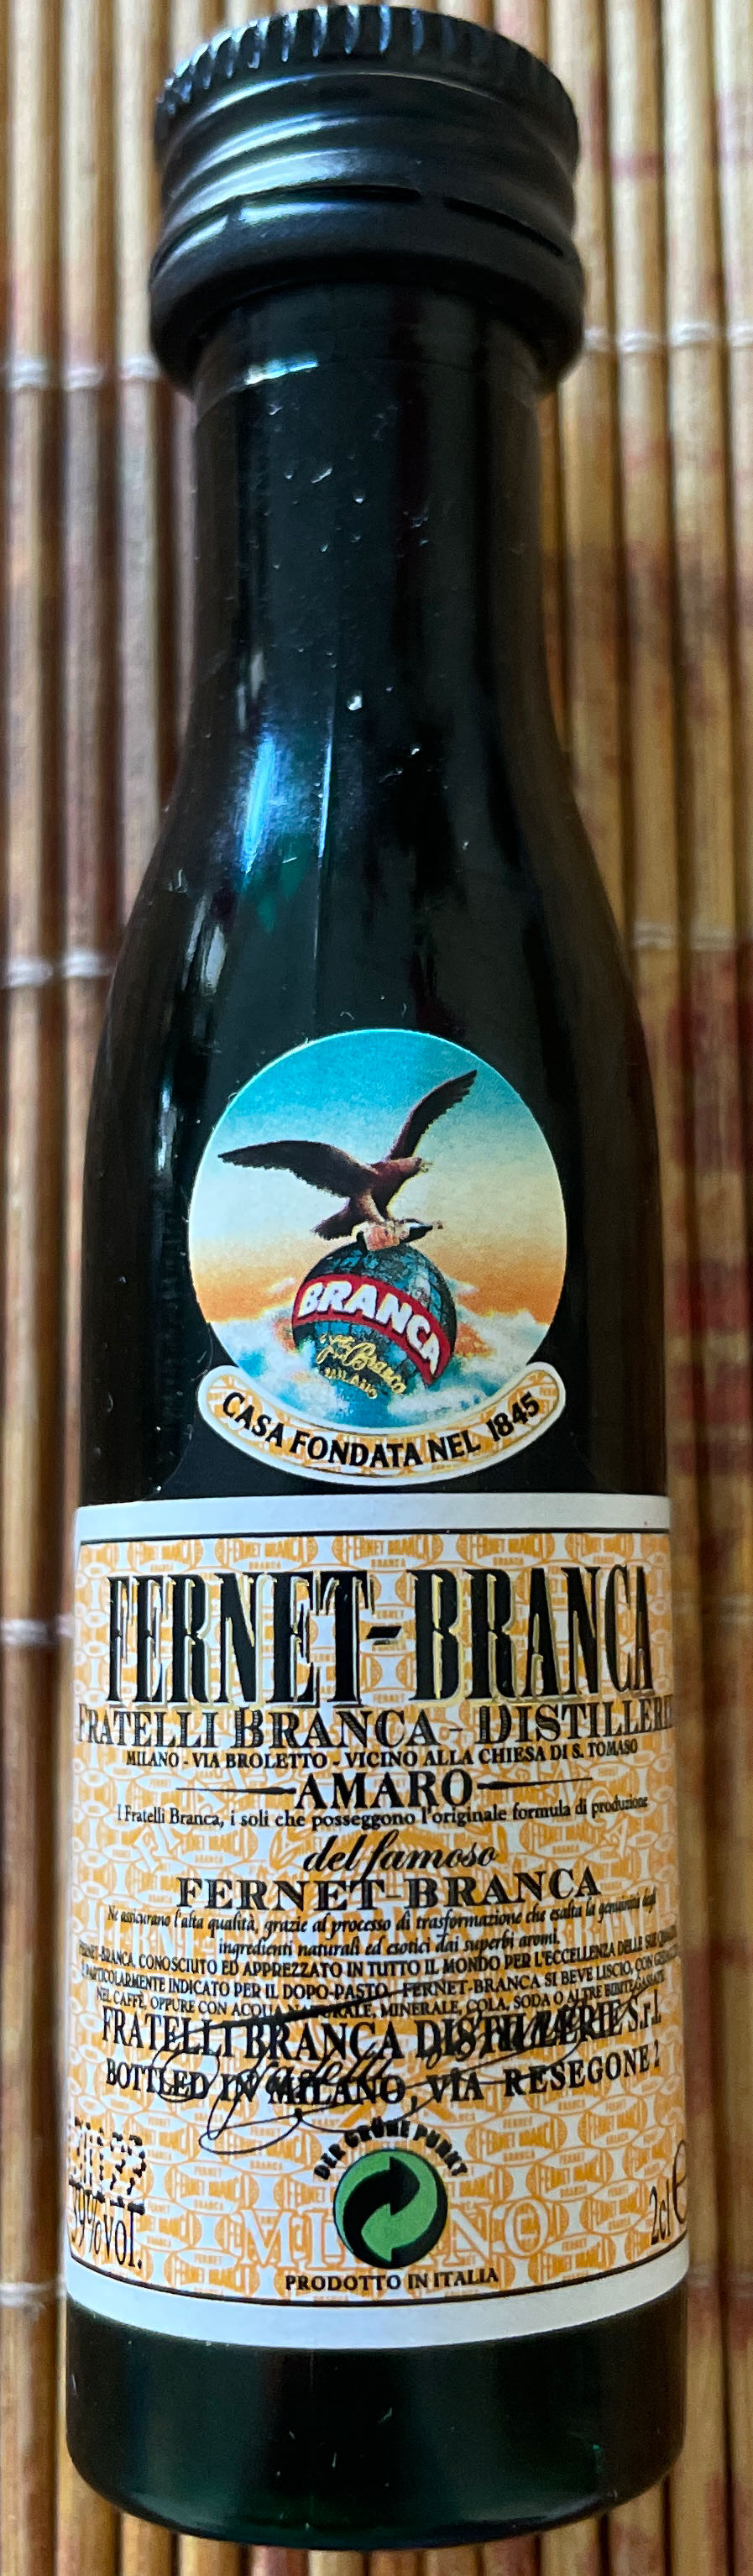 BRANCA
MILANO
CASA FONDATA NEL 1845
FERNET-BRANCA
FRATELLI BRANCA - DISTILLERIE
MILANO - VIA BROLETTO - VICINO ALLA CHIESA DI S. TOMASO
AMARO
I Fratelli Branca, i soli che posseggono l'originale formula di produzione
del famoso
FERNET-BRANCA
Ne assicurano l'alta qualità, grazie al processo di trasformazione che esalta la genuinità degli
ingredienti naturali ed esotici dai superbi aromi.
FERNET-BRANCA, CONOSCIUTO ED APPREZZATO IN TUTTO IL MONDO PER L'ECCELLENZA DELLE SUE
È PARTICOLARMENTE INDICATO PER IL DOPO-PASTO. FERNET-BRANCA SI BEVE LISCIO, CON
NEL CAFFÈ, OPPURE CON ACQUA NATURALE, MINERALE, COLA, SODA O ALTRE BIBITE GASSATE.
FRATELLI BRANCA DISTILLERIE S.r.l.
BOTTLED IN MILANO, VIA RESEGONE 2
DER GRÜNE PUNKT
39%vol.
2cl e
MILANO
PRODOTTO IN ITALIA